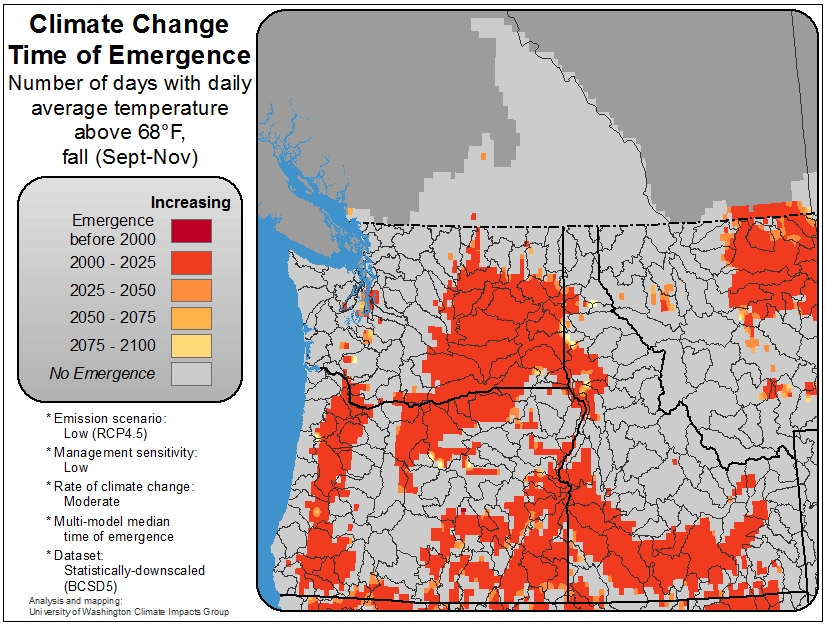 Climate Change
Time of Emergence
Number of days with daily
average temperature
above 68°F,
fall (Sept-Nov)
Increasing
Emergence
before 2000
2000 - 2025
2025 - 2050
2050 - 2075
2075 - 2100
No Emergence
* Emission scenario:
Low (RCP4.5)
* Management sensitivity:
Low
* Rate of climate change:
Moderate
* Multi-model median
time of emergence
* Dataset:
Statistically-downscaled
(BCSD5)
Analysis and mapping:
University of Washington Climate Impacts Group